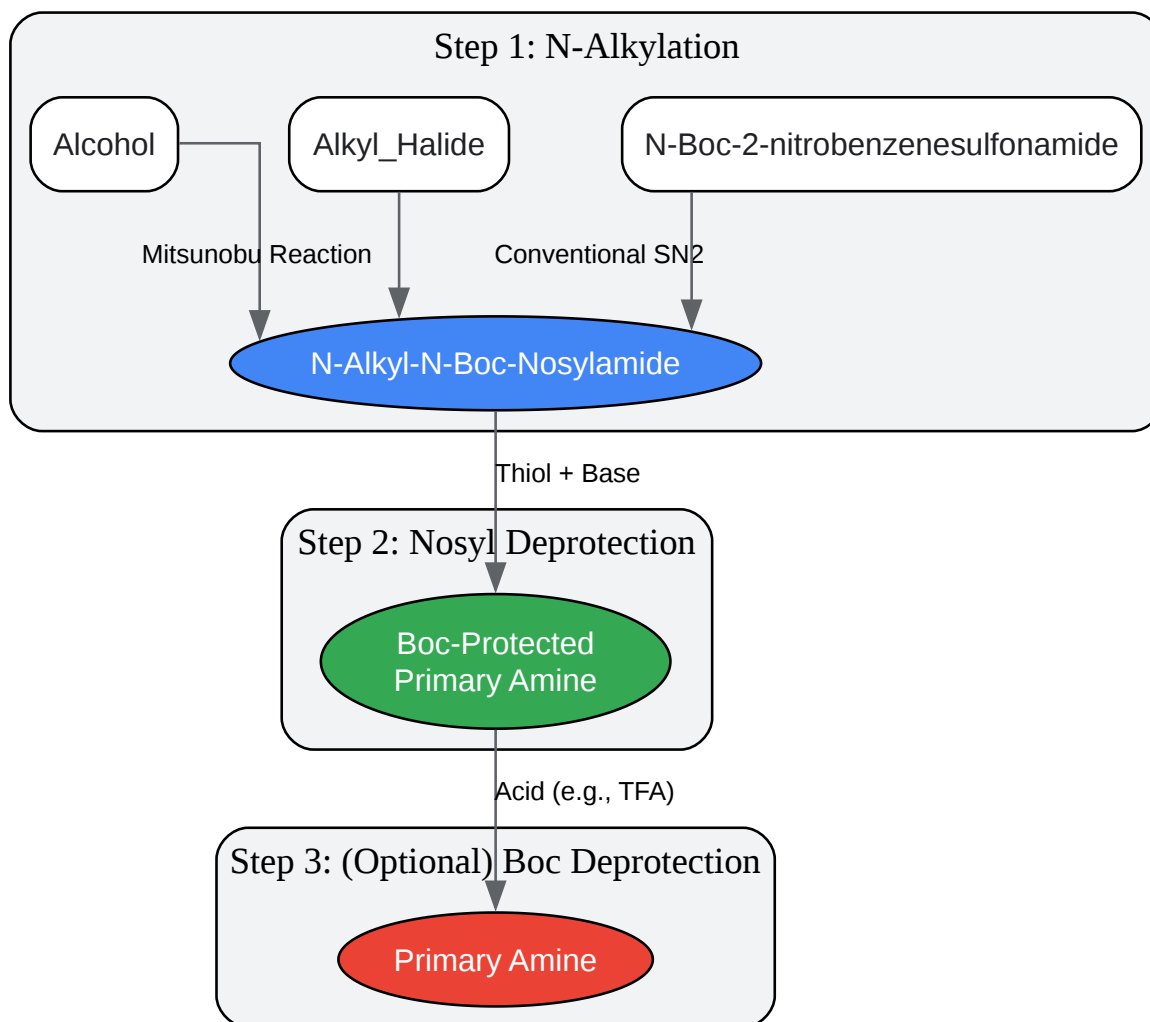 Step 1: N-Alkylation
Alcohol
Alkyl_Halide
N-Boc-2-nitrobenzenesulfonamide
Mitsunobu Reaction
Conventional SN2
N-Alkyl-N-Boc-Nosylamide
Thiol + Base
Step 2: Nosyl Deprotection
Boc-Protected
Primary Amine
Acid (e.g., TFA)
Step 3: (Optional) Boc Deprotection
Primary Amine